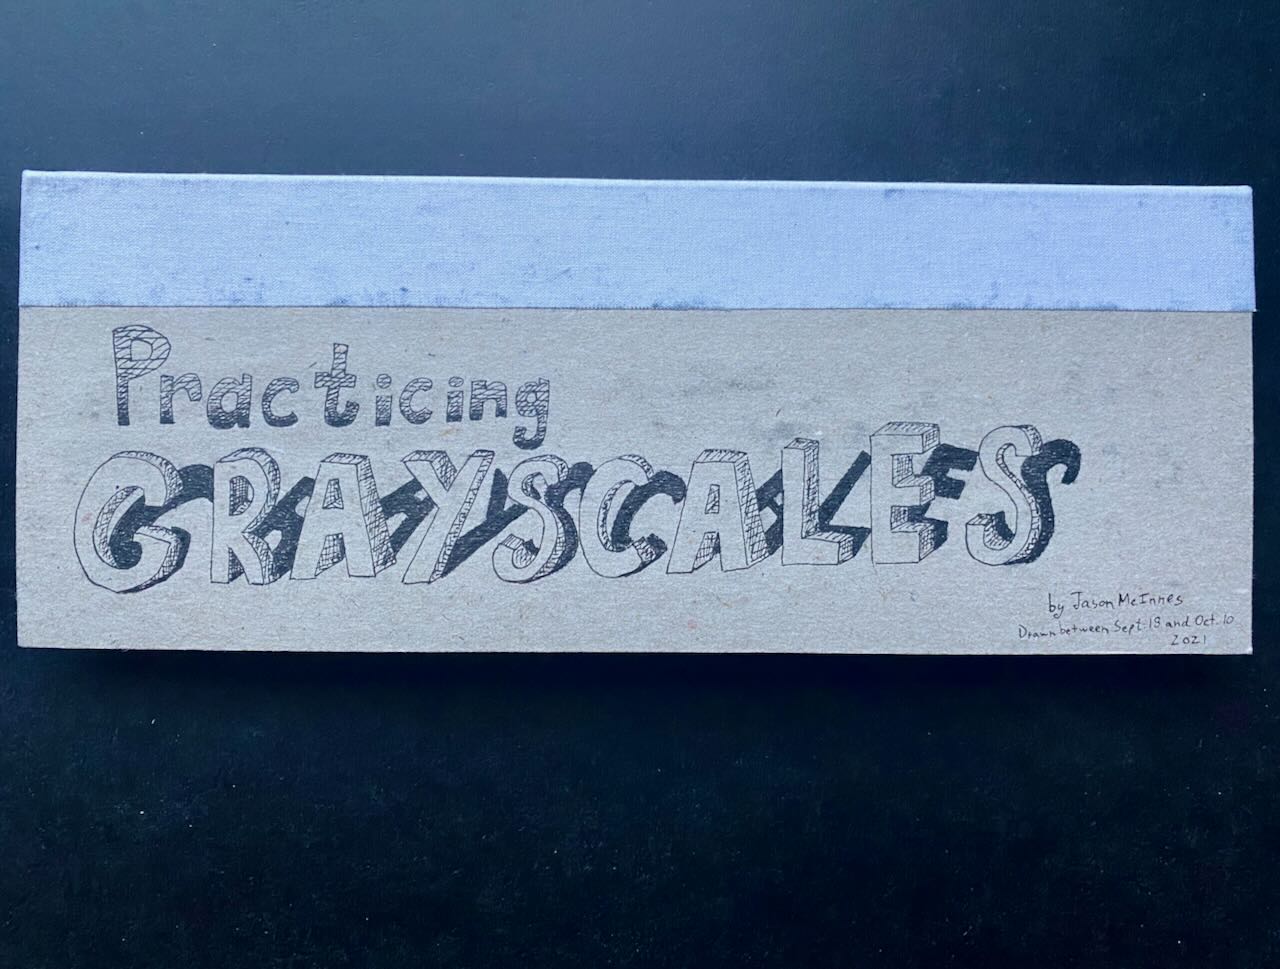 Practicing
GRAYSCALES
by Jason McInnes
Drawn between Sept. 18 and Oct. 10
2021